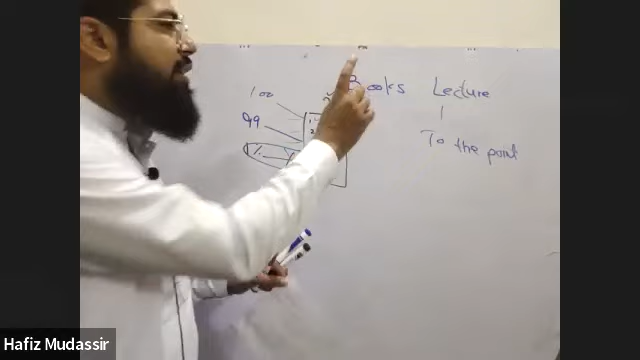 Books Lecture
100
99
To the point
Hafiz Mudassir